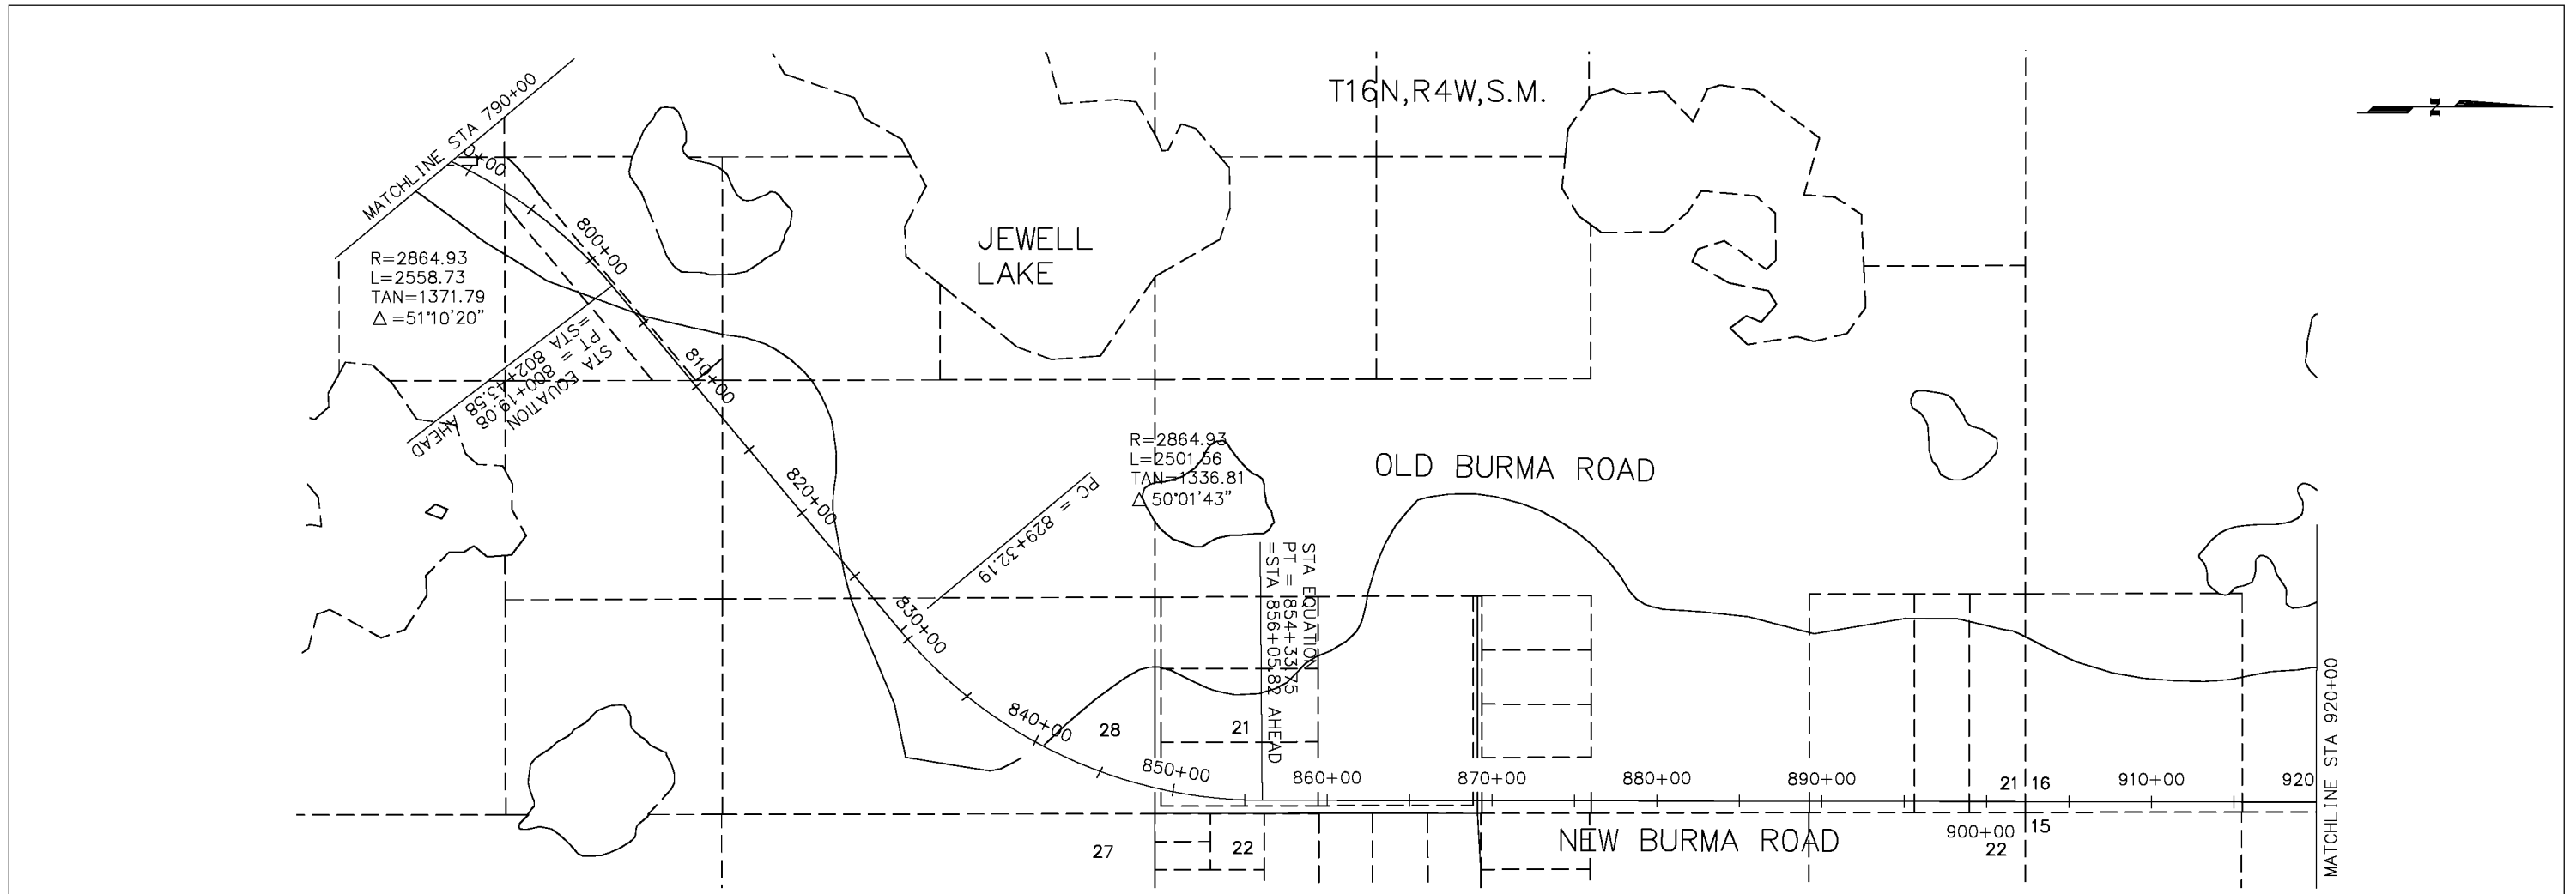 T16N,R4W,S.M.
N
MATCHLINE STA 790+00
0+00
800+00
JEWELL
LAKE
R=2864.93
L=2558.73
TAN=1371.79
Δ=51°10'20"
STA EQUATION
PT = 800+19.08
=STA 802+43.58 AHEAD
810+00
820+00
R=2864.93
L=2501.56
TAN=1336.81
Δ 50°01'43"
OLD BURMA ROAD
PC = 829+32.19
830+00
STA EQUATION
PT = 854+33.75
=STA 856+05.82 AHEAD
840+00
28
21
850+00
860+00
870+00
880+00
890+00
21
16
910+00
920
MATCHLINE STA 920+00
27
22
NEW BURMA ROAD
900+00
15
22